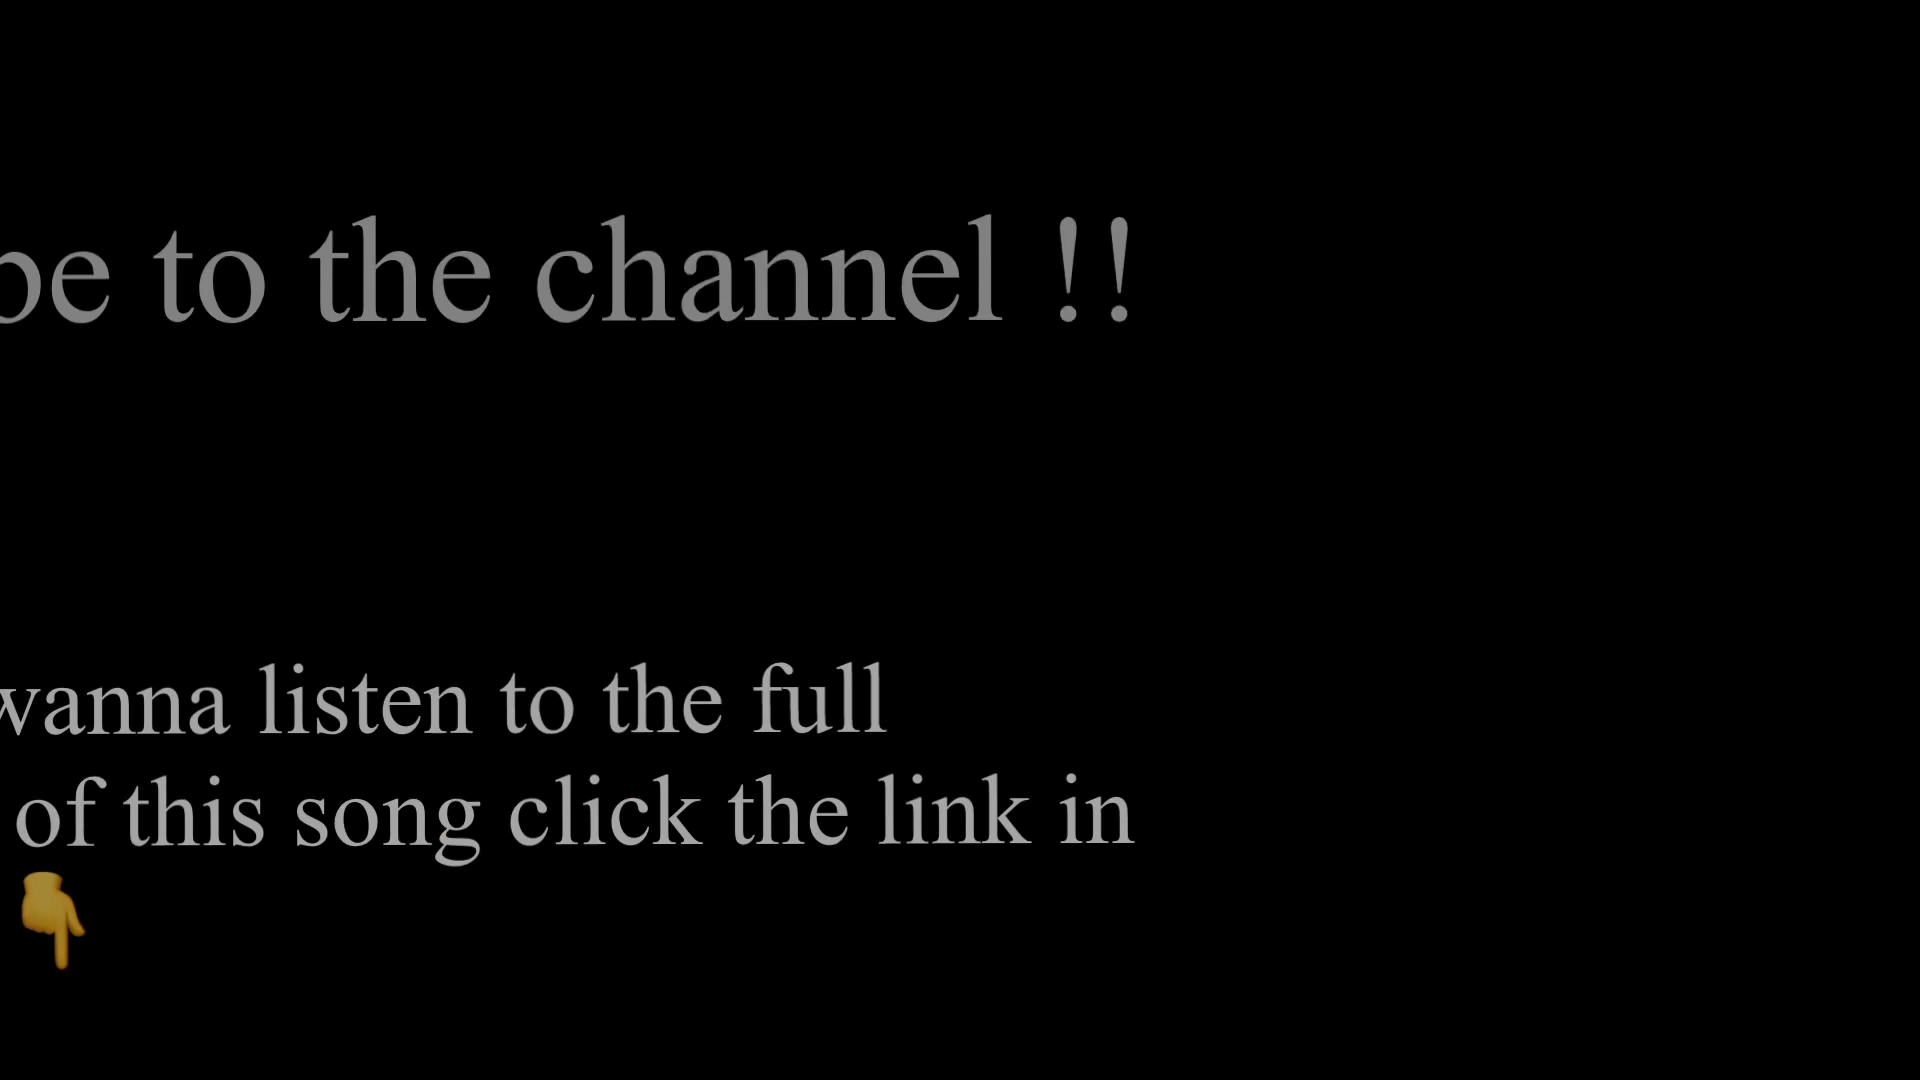 be to the channel !!
wanna listen to the full
of this song click the link in
👇